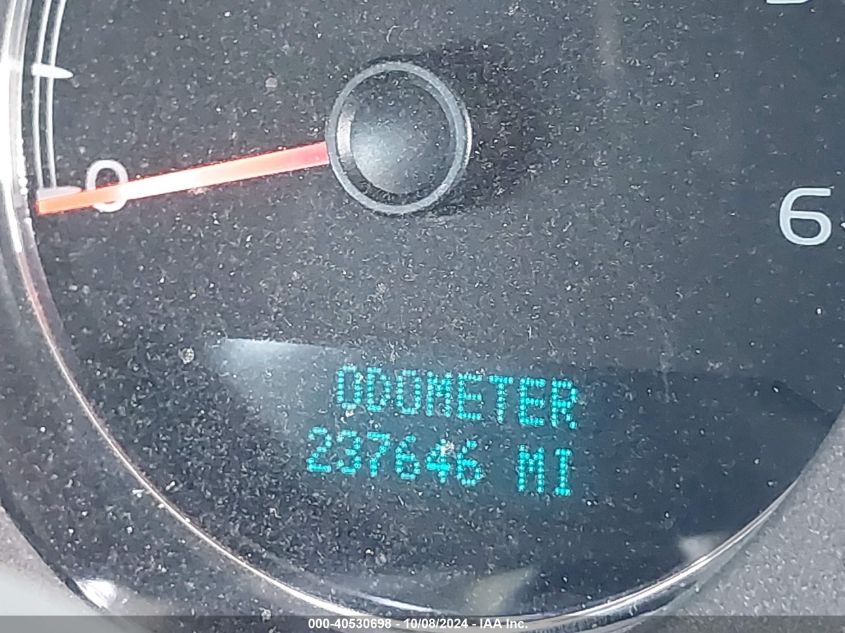 0
6
ODOMETER
237646 MI
000-40530698 - 10/08/2024 - IAA Inc.